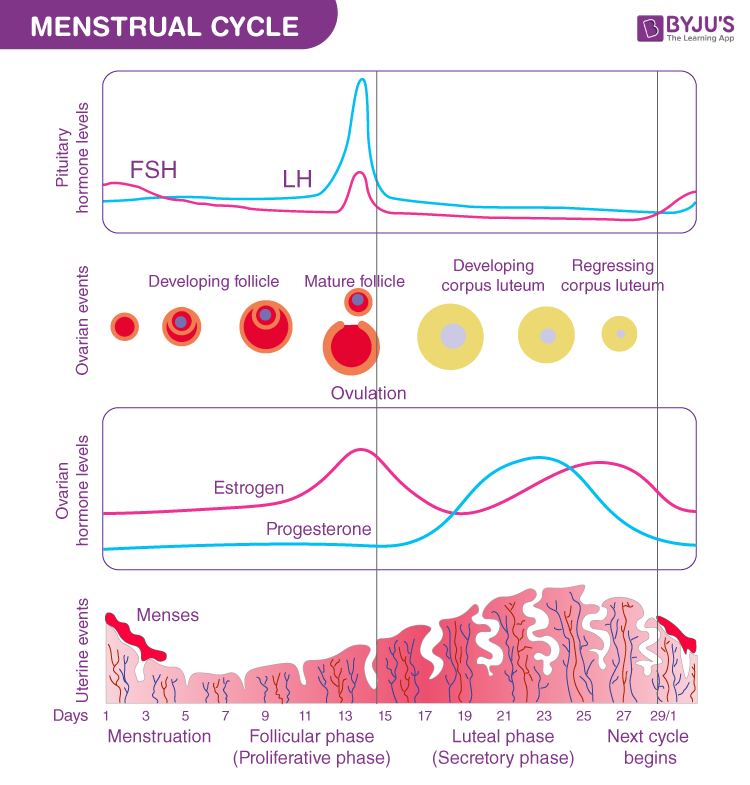 MENSTRUAL CYCLE
BYJU'S
The Learning App
Pituitary
hormone levels
FSH
LH
Ovarian events
Developing follicle
Mature follicle
Developing
corpus luteum
Regressing
corpus luteum
Ovulation
Ovarian
hormone levels
Estrogen
Progesterone
Uterine events
Menses
Days 1 3 5 7 9 11 13 15 17 19 21 23 25 27 29/1
Menstruation
Follicular phase
(Proliferative phase)
Luteal phase
(Secretory phase)
Next cycle
begins